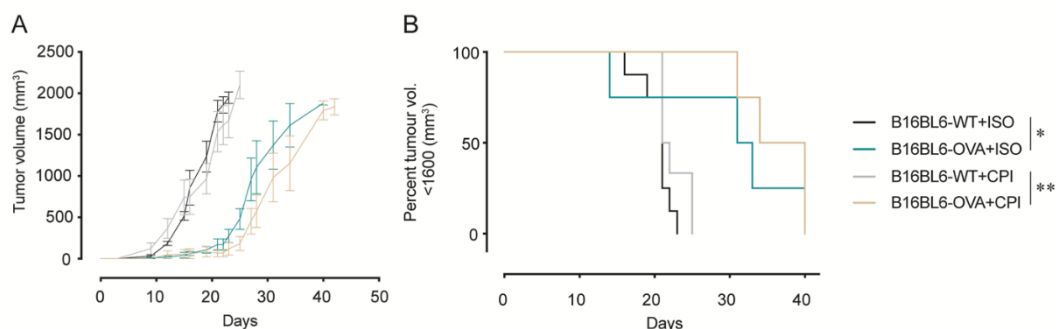 A
Tumor volume (mm³)
2500
2000
1500
1000
500
0
0 10 20 30 40 50
Days
B
Percent tumour vol.
<1600 (mm³)
100
50
0
0 10 20 30 40
Days
B16BL6-WT+ISO
B16BL6-OVA+ISO
*
B16BL6-WT+CPI
B16BL6-OVA+CPI
**